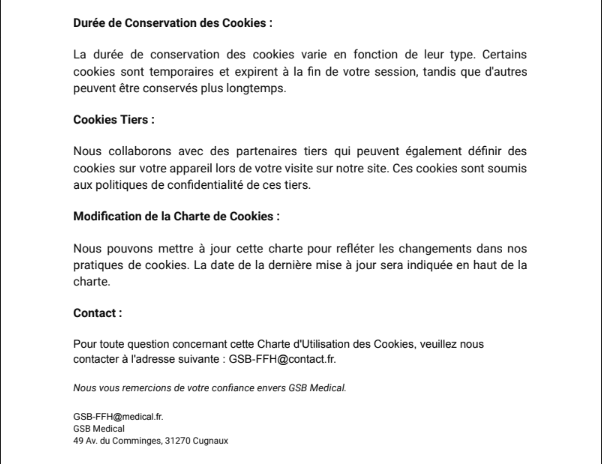 Durée de Conservation des Cookies :
La durée de conservation des cookies varie en fonction de leur type. Certains
cookies sont temporaires et expirent à la fin de votre session, tandis que d'autres
peuvent être conservés plus longtemps.
Cookies Tiers :
Nous collaborons avec des partenaires tiers qui peuvent également définir des
cookies sur votre appareil lors de votre visite sur notre site. Ces cookies sont soumis
aux politiques de confidentialité de ces tiers.
Modification de la Charte de Cookies :
Nous pouvons mettre à jour cette charte pour refléter les changements dans nos
pratiques de cookies. La date de la dernière mise à jour sera indiquée en haut de la
charte.
Contact :
Pour toute question concernant cette Charte d'Utilisation des Cookies, veuillez nous
contacter à l'adresse suivante : GSB-FFH@contact.fr.
Nous vous remercions de votre confiance envers GSB Medical.
GSB-FFH@medical.fr.
GSB Medical
49 Av. du Comminges, 31270 Cugnaux